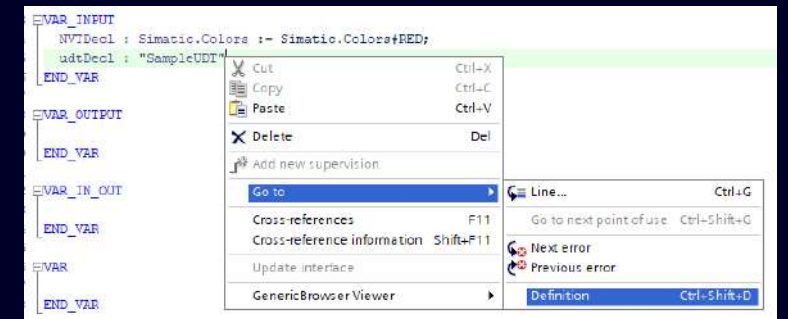 VAR_INPUT
NVTDecl : Simatic.Colors := Simatic.Colors#RED;
udtDecl : "SampleUDT"
END_VAR
VAR_OUTPUT
END_VAR
VAR_IN_OUT
END_VAR
VAR
END_VAR
Cut Ctrl+X
Copy Ctrl+C
Paste Ctrl+V
Delete Del
Add new supervision
Go to
Cross-references F11
Cross-reference information Shift+F11
Update interface
GenericBrowser Viewer
Line... Ctrl+G
Go to next point of use Ctrl+Shift+G
Next error
Previous error
Definition Ctrl+Shift+D